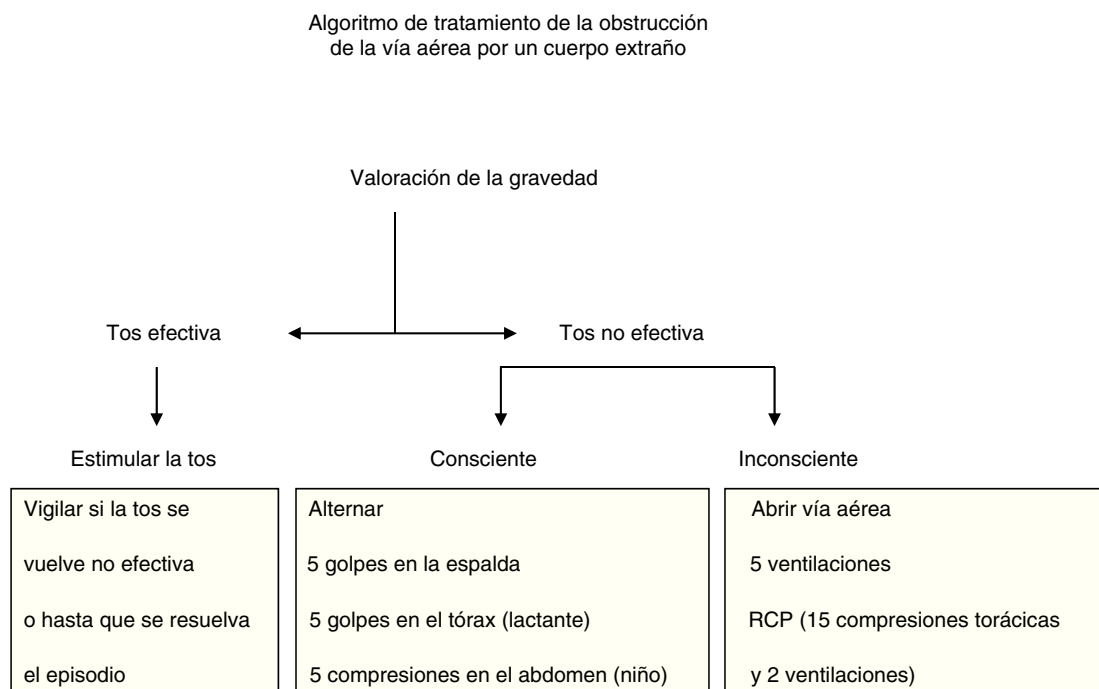 Algoritmo de tratamiento de la obstrucción
de la vía aérea por un cuerpo extraño
Valoración de la gravedad
Tos efectiva
Tos no efectiva
Estimular la tos
Consciente
Inconsciente
Vigilar si la tos se
vuelve no efectiva
o hasta que se resuelva
el episodio
Alternar
5 golpes en la espalda
5 golpes en el tórax (lactante)
5 compresiones en el abdomen (niño)
Abrir vía aérea
5 ventilaciones
RCP (15 compresiones torácicas
y 2 ventilaciones)